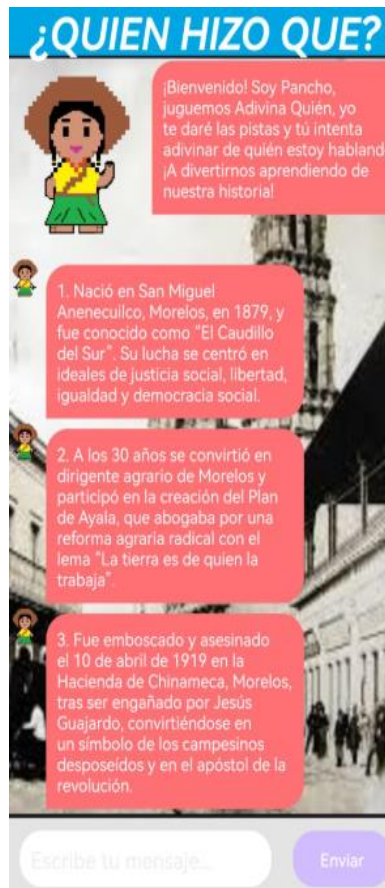 ¿QUIEN HIZO QUE?
¡Bienvenido! Soy Pancho,
juguemos Adivina Quién, yo
te daré las pistas y tú intenta
adivinar de quién estoy habland
¡A divertirnos aprendiendo de
nuestra historia!
1. Nació en San Miguel
Anenecuilco, Morelos, en 1879, y
fue conocido como "El Caudillo
del Sur". Su lucha se centró en
ideales de justicia social, libertad,
igualdad y democracia social.
2. A los 30 años se convirtió en
dirigente agrario de Morelos y
participó en la creación del Plan
de Ayala, que abogaba por una
reforma agraria radical con el
lema "La tierra es de quien la
trabaja".
3. Fue emboscado y asesinado
el 10 de abril de 1919 en la
Hacienda de Chinameca, Morelos,
tras ser engañado por Jesús
Guajardo, convirtiéndose en
un símbolo de los campesinos
desposeídos y en el apóstol de la
revolución.
Escribe tu mensaje...
Enviar